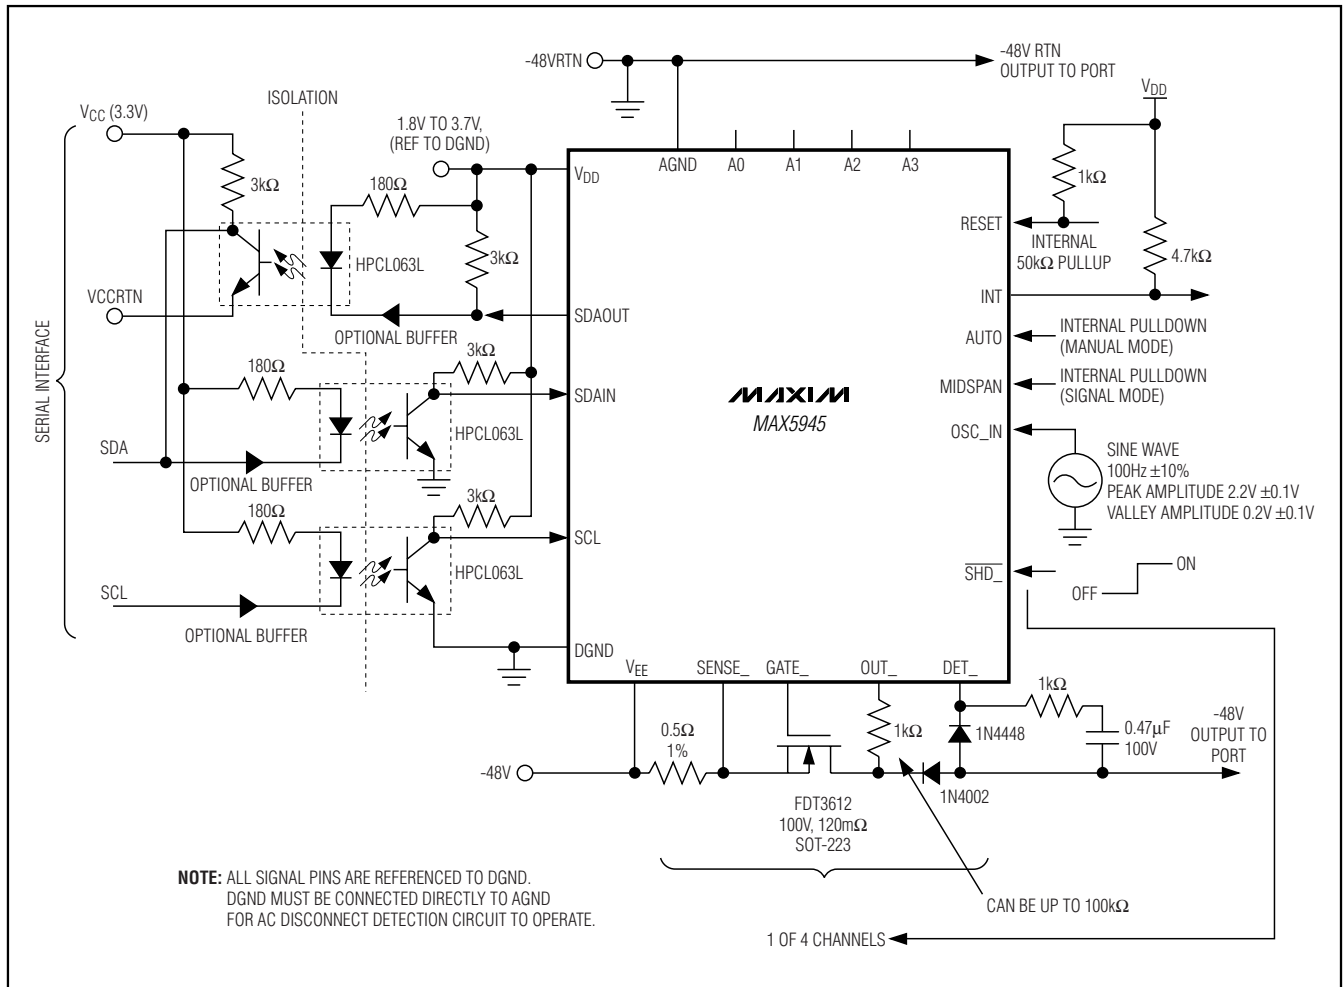 -48VRTN
-48V RTN
OUTPUT TO PORT
VDD
ISOLATION
VCC (3.3V)
1.8V TO 3.7V,
(REF TO DGND)
3kΩ
180Ω
VDD
AGND
A0
A1
A2
A3
1kΩ
RESET
INTERNAL
50kΩ PULLUP
4.7kΩ
HPCL063L
3kΩ
VCCRTN
SDAOUT
OPTIONAL BUFFER
INT
AUTO
INTERNAL PULLDOWN
(MANUAL MODE)
SERIAL INTERFACE
180Ω
3kΩ
SDAIN
MAXIM
MAX5945
MIDSPAN
INTERNAL PULLDOWN
(SIGNAL MODE)
HPCL063L
OSC_IN
SDA
OPTIONAL BUFFER
SINE WAVE
100Hz ±10%
PEAK AMPLITUDE 2.2V ±0.1V
VALLEY AMPLITUDE 0.2V ±0.1V
180Ω
3kΩ
SCL
HPCL063L
SHD_
OFF
ON
SCL
OPTIONAL BUFFER
DGND
VEE
SENSE_
GATE_
OUT_
DET_
1kΩ
0.5Ω
1%
1kΩ
1N4448
0.47μF
100V
-48V
OUTPUT TO
PORT
-48V
1N4002
FDT3612
100V, 120mΩ
SOT-223
NOTE: ALL SIGNAL PINS ARE REFERENCED TO DGND.
DGND MUST BE CONNECTED DIRECTLY TO AGND
FOR AC DISCONNECT DETECTION CIRCUIT TO OPERATE.
CAN BE UP TO 100kΩ
1 OF 4 CHANNELS